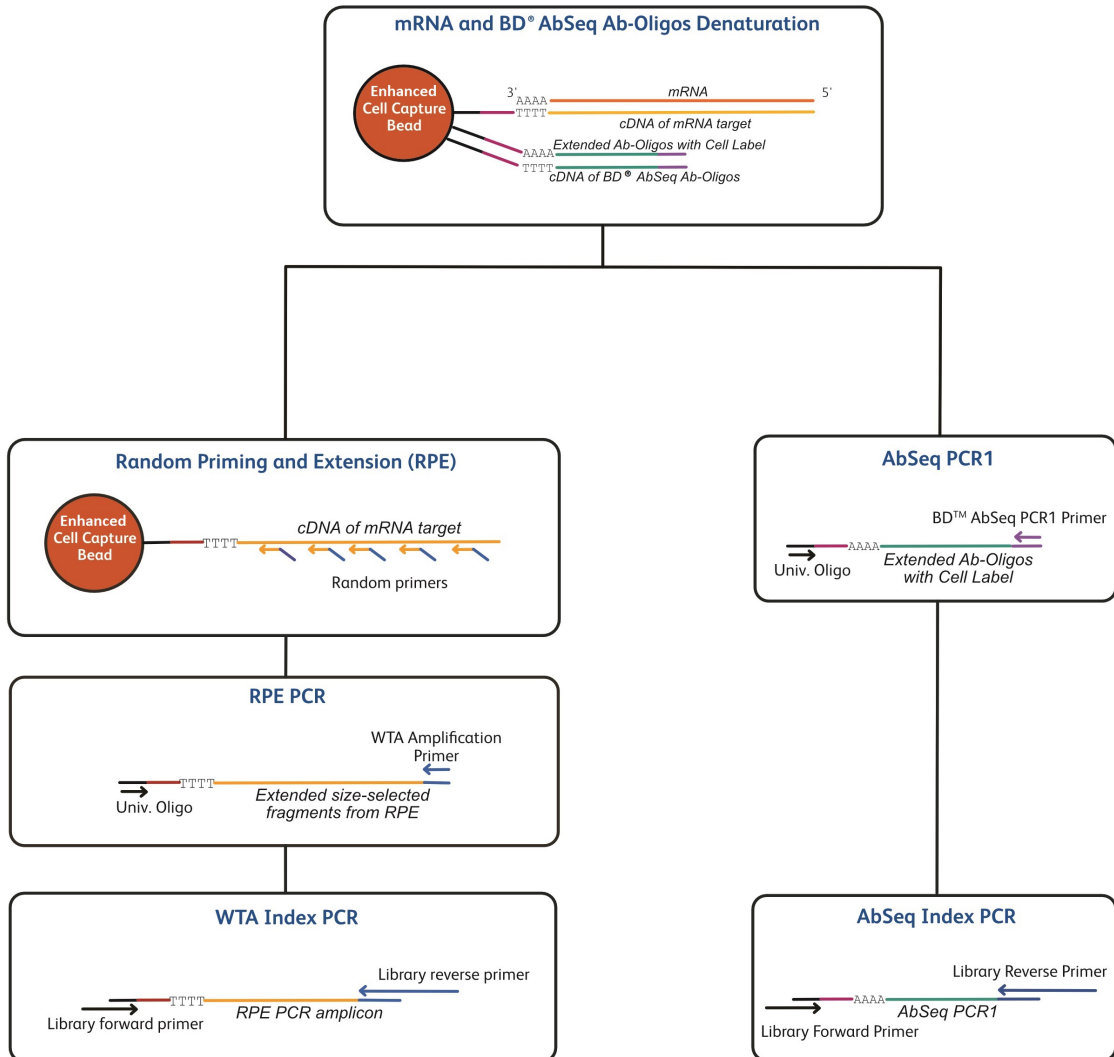 mRNA and BD® AbSeq Ab-Oligos Denaturation
Enhanced
Cell Capture
Bead
3'
5'
AAAA
mRNA
TTTT
cDNA of mRNA target
Extended Ab-Oligos with Cell Label
AAAA
TTTT
cDNA of BD® AbSeq Ab-Oligos
Random Priming and Extension (RPE)
Enhanced
Cell Capture
Bead
cDNA of mRNA target
TTTT
Random primers
RPE PCR
WTA Amplification
Primer
TTTT
Univ. Oligo
Extended size-selected
fragments from RPE
WTA Index PCR
Library reverse primer
TTTT
Library forward primer
RPE PCR amplicon
AbSeq PCR1
BD™ AbSeq PCR1 Primer
AAAA
Univ. Oligo
Extended Ab-Oligos
with Cell Label
AbSeq Index PCR
Library Reverse Primer
AAAA
AbSeq PCR1
Library Forward Primer